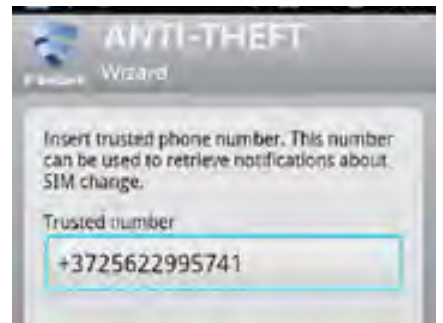 ANTI-THEFT
Wizard
Insert trusted phone number. This number
can be used to retrieve notifications about
SIM change.
Trusted number
+3725622995741